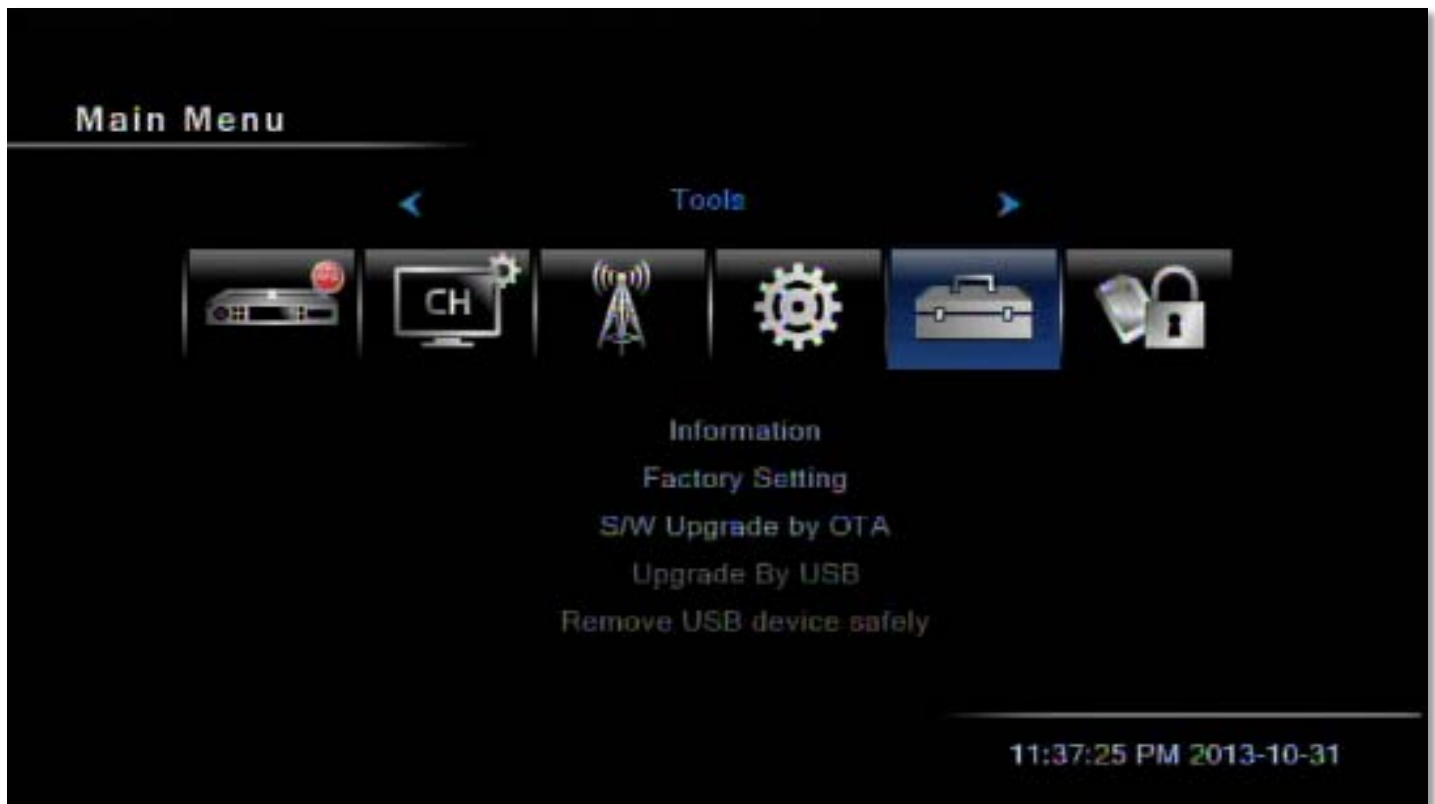 Main Menu
Tools
CH
Information
Factory Setting
S/W Upgrade by OTA
Upgrade By USB
Remove USB device safely
11:37:25 PM 2013-10-31